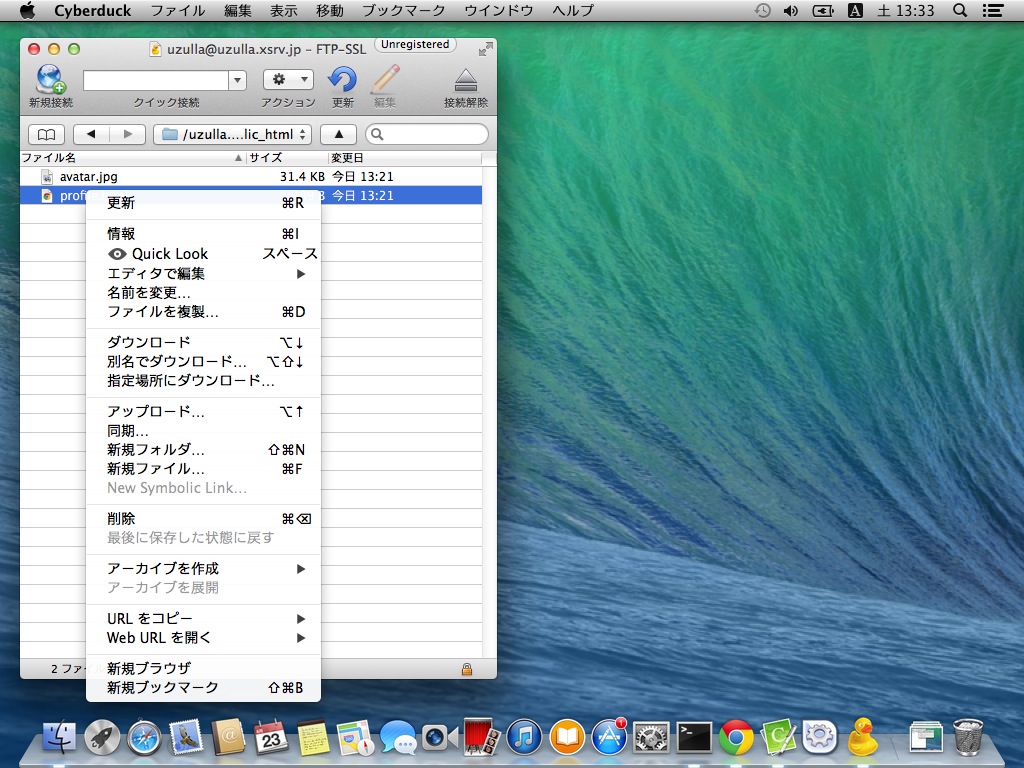 Cyberduck ファイル 編集 表示 移動 ブックマーク ウインドウ ヘルプ A 土 13:33
uzulla@uzulla.xsrv.jp – FTP-SSL Unregistered
新規接続 クイック接続 アクション 更新 編集 接続解除
/uzulla....lic_html
ファイル名 サイズ 変更日
avatar.jpg 31.4 KB 今日 13:21
今日 13:21
更新 ⌘R
情報 ⌘I
Quick Look スペース
エディタで編集 ▶
名前を変更...
ファイルを複製... ⌘D
ダウンロード ⌥↓
別名でダウンロード... ⌥⇧↓
指定場所にダウンロード...
アップロード... ⌥↑
同期...
新規フォルダ... ⇧⌘N
新規ファイル... ⌘F
New Symbolic Link...
削除 ⌘⌫
最後に保存した状態に戻す
アーカイブを作成 ▶
アーカイブを展開
URL をコピー ▶
Web URL を開く ▶
新規ブラウザ
2 ファ
新規ブックマーク ⇧⌘B
23
1